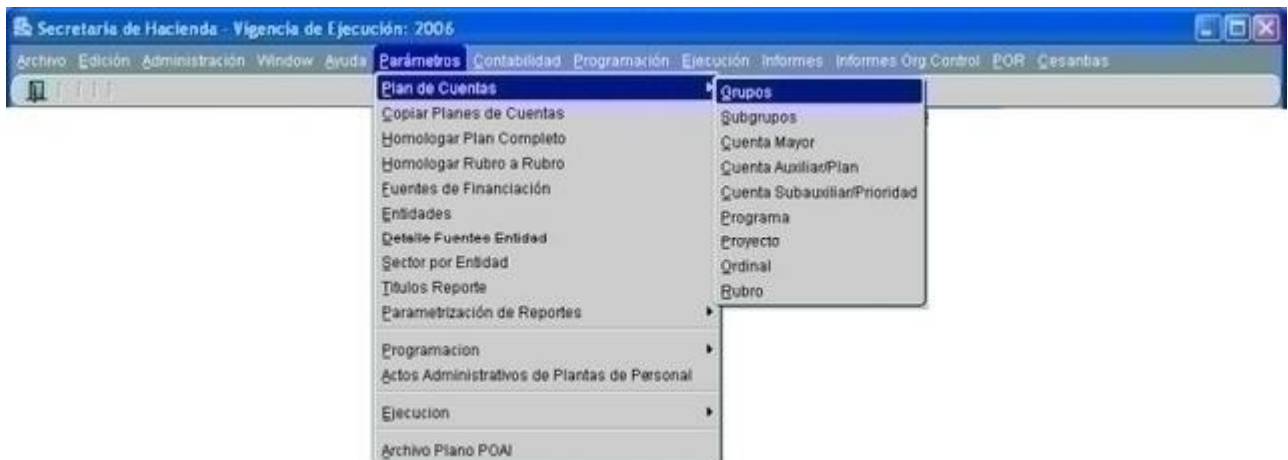 Secretaría de Hacienda - Vigencia de Ejecución: 2006
Archivo Edición Administración Window Ayuda Parámetros Contabilidad Programación Ejecución Informes Informes Org.Control POR Cesantias
Plan de Cuentas
Copiar Planes de Cuentas
Homologar Plan Completo
Homologar Rubro a Rubro
Fuentes de Financiación
Entidades
Detalle Fuentes Entidad
Sector por Entidad
Titulos Reporte
Parametrización de Reportes
Programacion
Actos Administrativos de Plantas de Personal
Ejecucion
Archivo Plano POAI
Grupos
Subgrupos
Cuenta Mayor
Cuenta Auxiliar/Plan
Cuenta Subauxiliar/Prioridad
Programa
Proyecto
Ordinal
Rubro